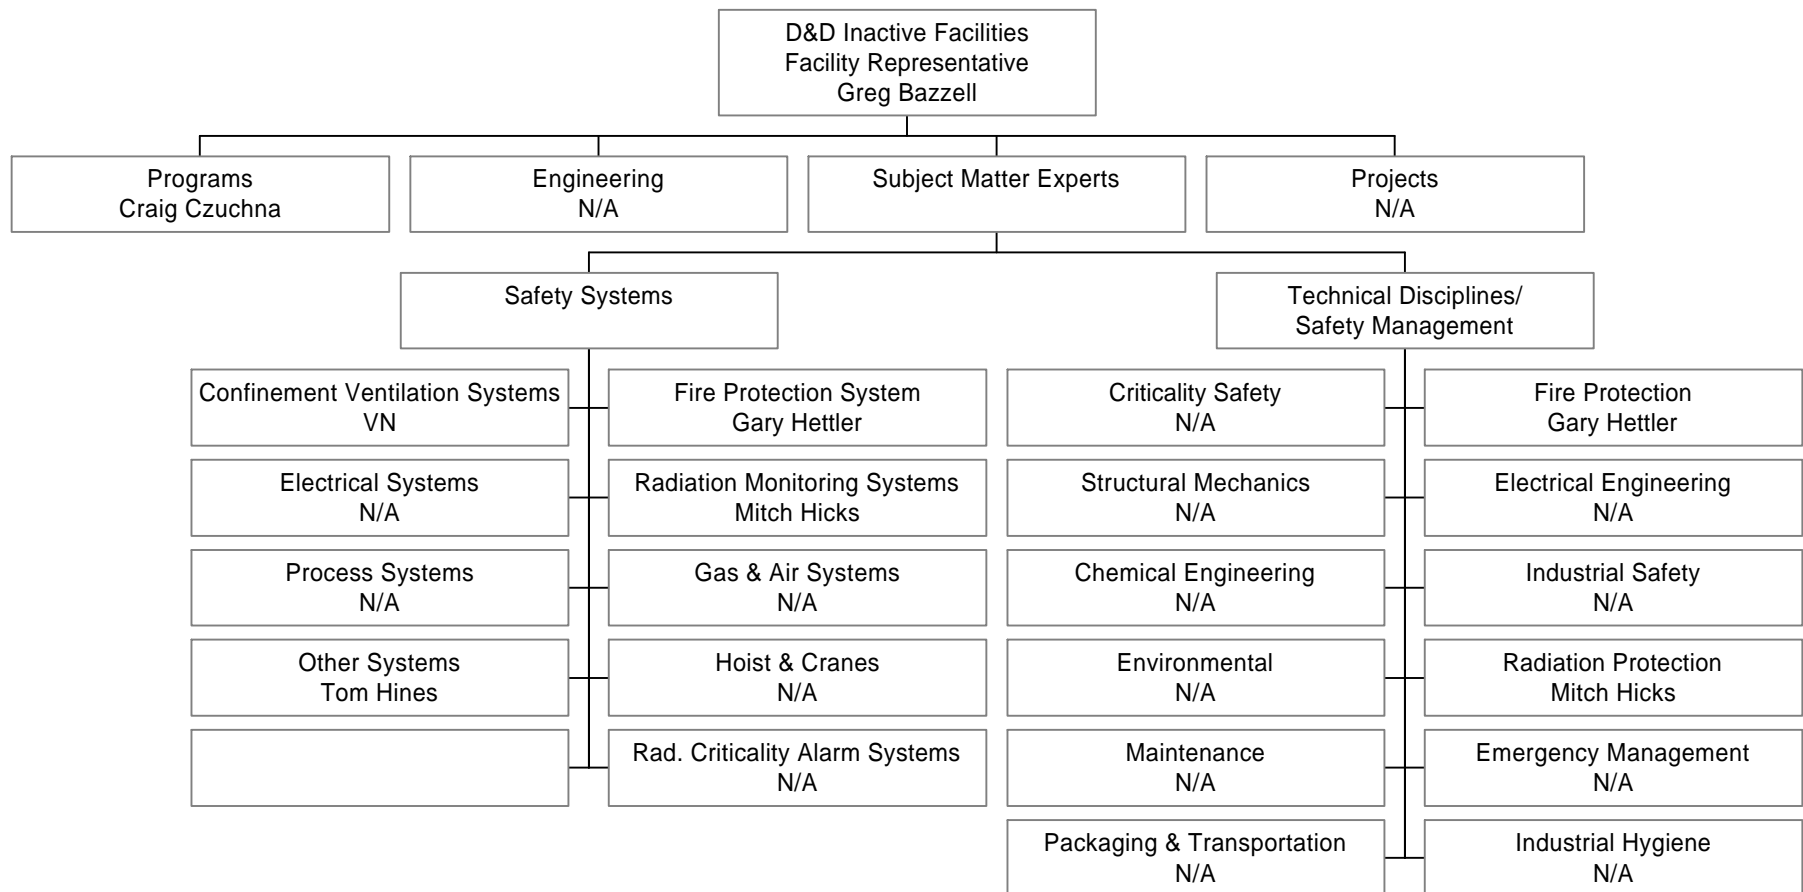 D&D Inactive Facilities
Facility Representative
Greg Bazzell
Programs
Craig Czuchna
Engineering
N/A
Subject Matter Experts
Projects
N/A
Safety Systems
Technical Disciplines/
Safety Management
Confinement Ventilation Systems
VN
Fire Protection System
Gary Hettler
Criticality Safety
N/A
Fire Protection
Gary Hettler
Electrical Systems
N/A
Radiation Monitoring Systems
Mitch Hicks
Structural Mechanics
N/A
Electrical Engineering
N/A
Process Systems
N/A
Gas & Air Systems
N/A
Chemical Engineering
N/A
Industrial Safety
N/A
Other Systems
Tom Hines
Hoist & Cranes
N/A
Environmental
N/A
Radiation Protection
Mitch Hicks
Rad. Criticality Alarm Systems
N/A
Maintenance
N/A
Emergency Management
N/A
Packaging & Transportation
N/A
Industrial Hygiene
N/A